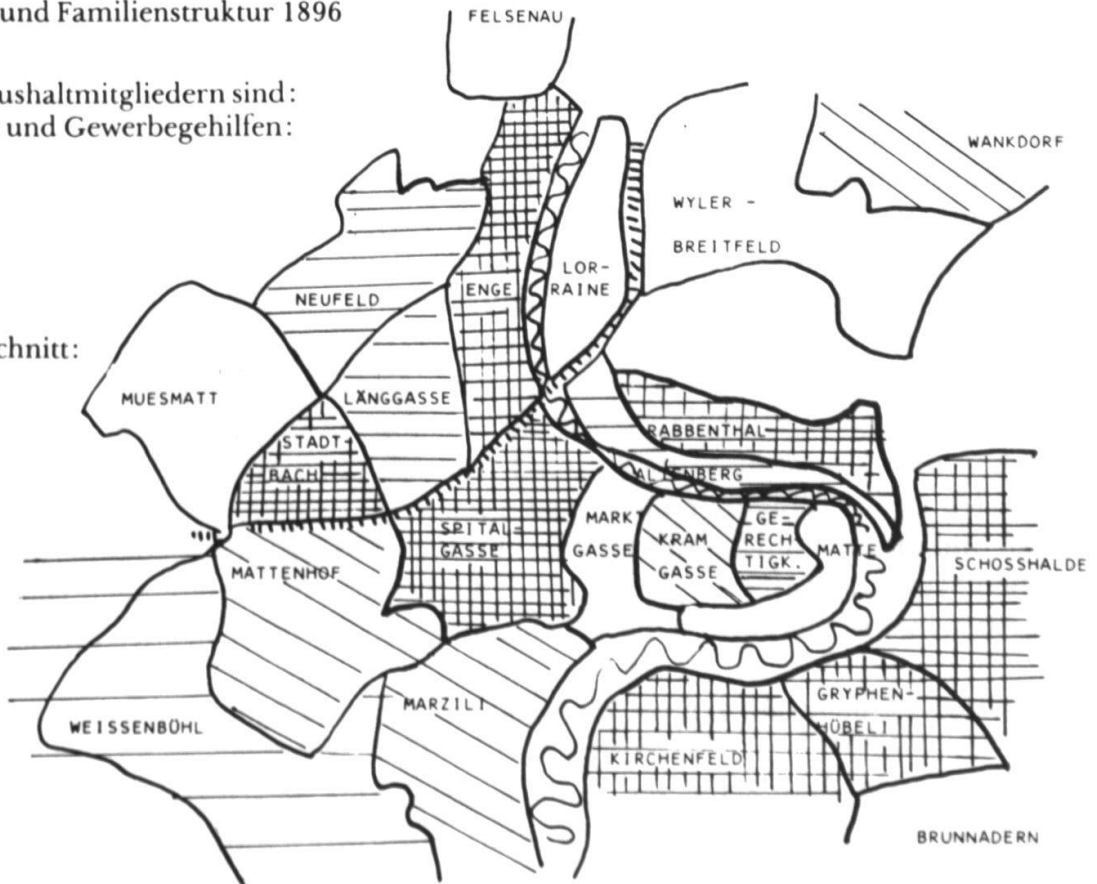 und Familienstruktur 1896
ushaltmitgliedern sind:
und Gewerbegehilfen:
chnitt:
FELSENAU
WANKDORF
WYLER -
BREITFELD
LOR-
RAINE
ENGE
NEUFELD
MUESMATT
LÄNGGASSE
STADT-
BACH
RABBENTHAL
ALTENBERG
SPITAL-
GASSE
MARKT
GASSE
KRAM
GASSE
GE-
RECH-
TIGK.
MATTE
SCHOSSHALDE
MATTENHOF
MARZILI
WEISSENBÜHL
GRYPHEN-
HÜBELI
KIRCHENFELD
BRUNNADERN